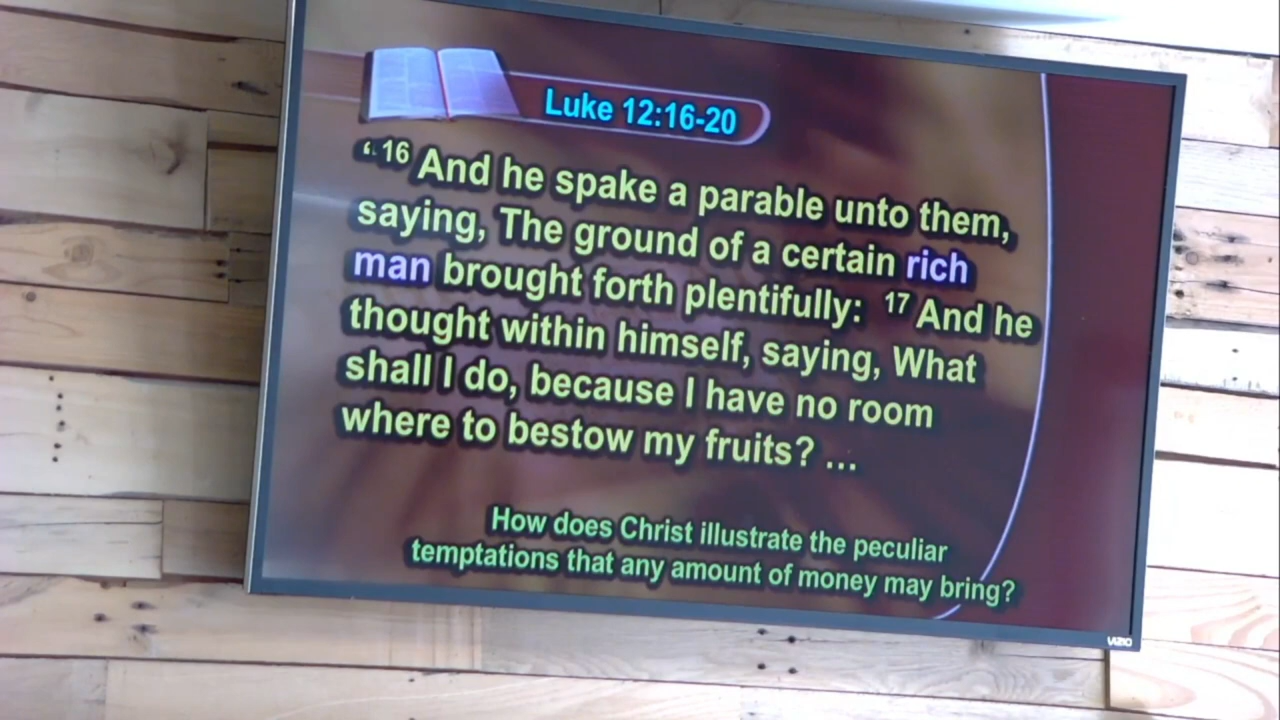 Luke 12:16-20
“ 16 And he spake a parable unto them,
saying, The ground of a certain rich
man brought forth plentifully: 17 And he
thought within himself, saying, What
shall I do, because I have no room
where to bestow my fruits? ...
How does Christ illustrate the peculiar
temptations that any amount of money may bring?
VIZIO